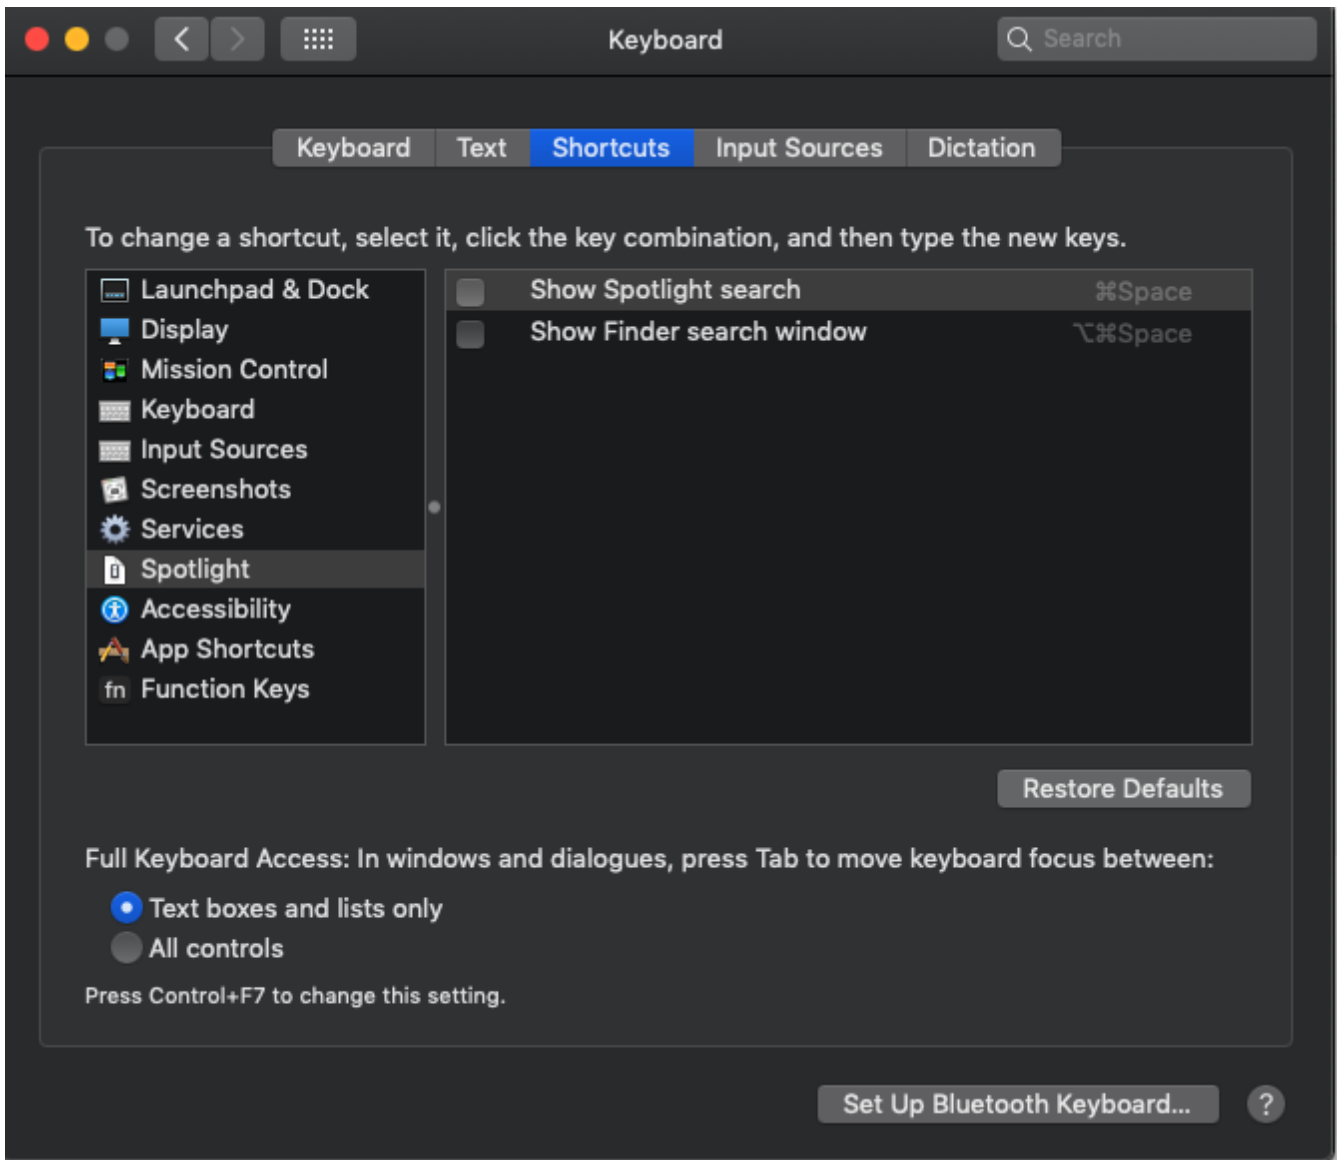 Keyboard
Search
Keyboard
Text
Shortcuts
Input Sources
Dictation
To change a shortcut, select it, click the key combination, and then type the new keys.
Launchpad & Dock
Display
Mission Control
Keyboard
Input Sources
Screenshots
Services
Spotlight
Accessibility
App Shortcuts
fn Function Keys
Show Spotlight search ⌘Space
Show Finder search window ⌥⌘Space
Restore Defaults
Full Keyboard Access: In windows and dialogues, press Tab to move keyboard focus between:
Text boxes and lists only
All controls
Press Control+F7 to change this setting.
Set Up Bluetooth Keyboard...
?